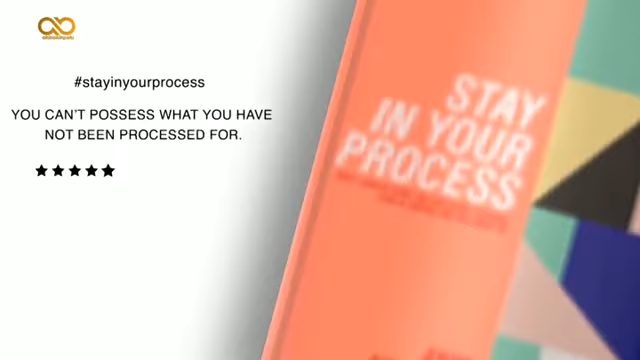 #stayinyourprocess
YOU CAN'T POSSESS WHAT YOU HAVE
NOT BEEN PROCESSED FOR.
STAY
IN YOUR
PROCESS